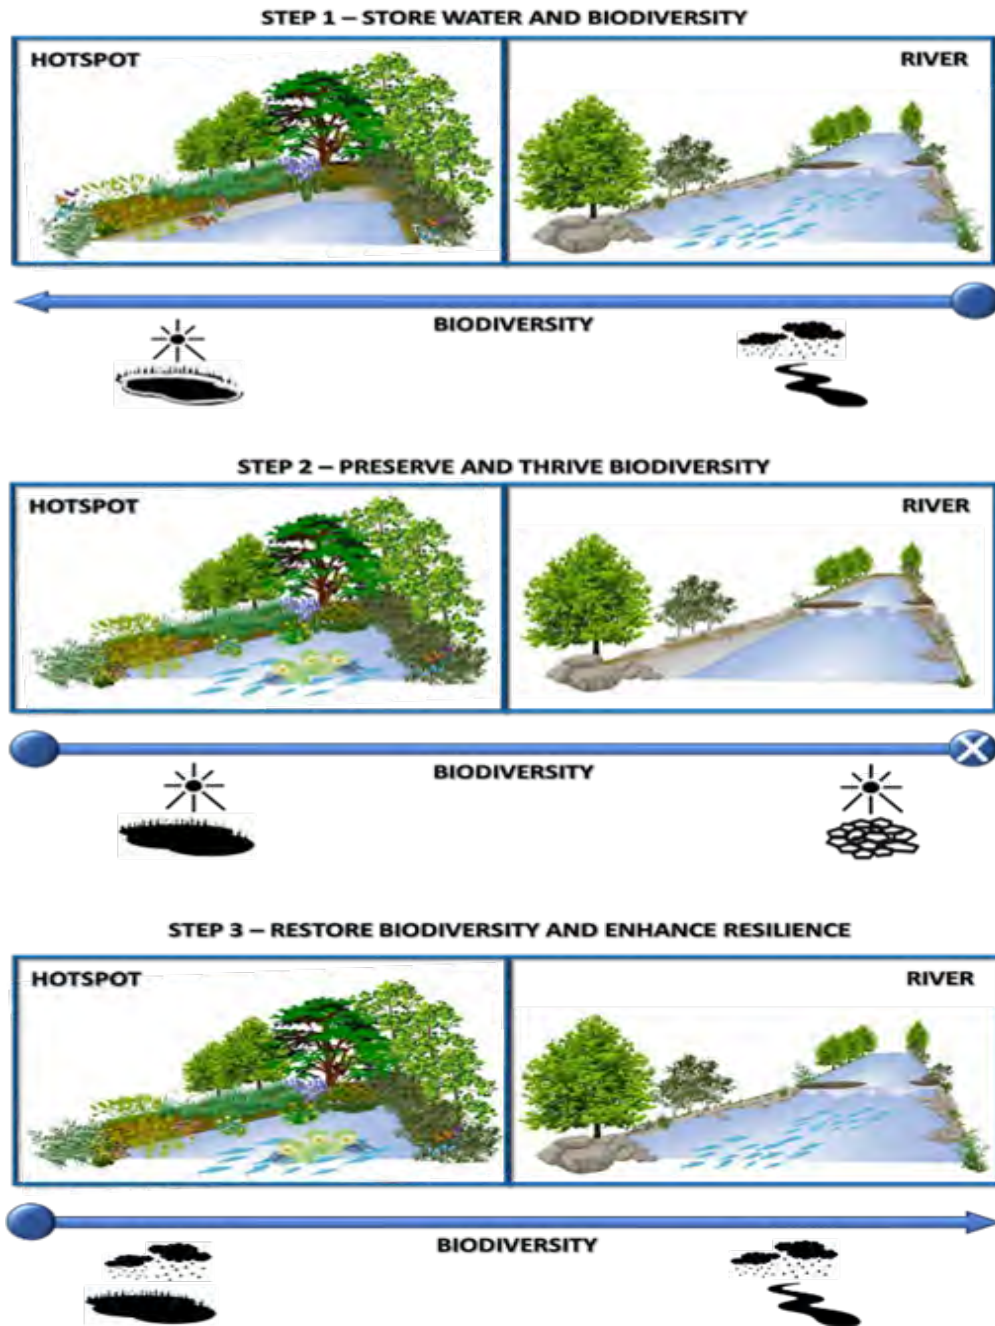 STEP 1 – STORE WATER AND BIODIVERSITY
HOTSPOT
RIVER
BIODIVERSITY
STEP 2 – PRESERVE AND THRIVE BIODIVERSITY
HOTSPOT
RIVER
BIODIVERSITY
STEP 3 – RESTORE BIODIVERSITY AND ENHANCE RESILIENCE
HOTSPOT
RIVER
BIODIVERSITY